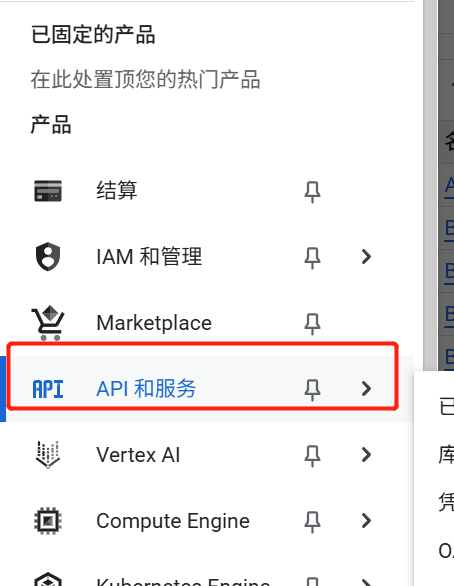 已固定的产品
在此处置顶您的热门产品
产品
结算
IAM 和管理
Marketplace
API API 和服务
Vertex AI
Compute Engine
Kubernetes Engine
库